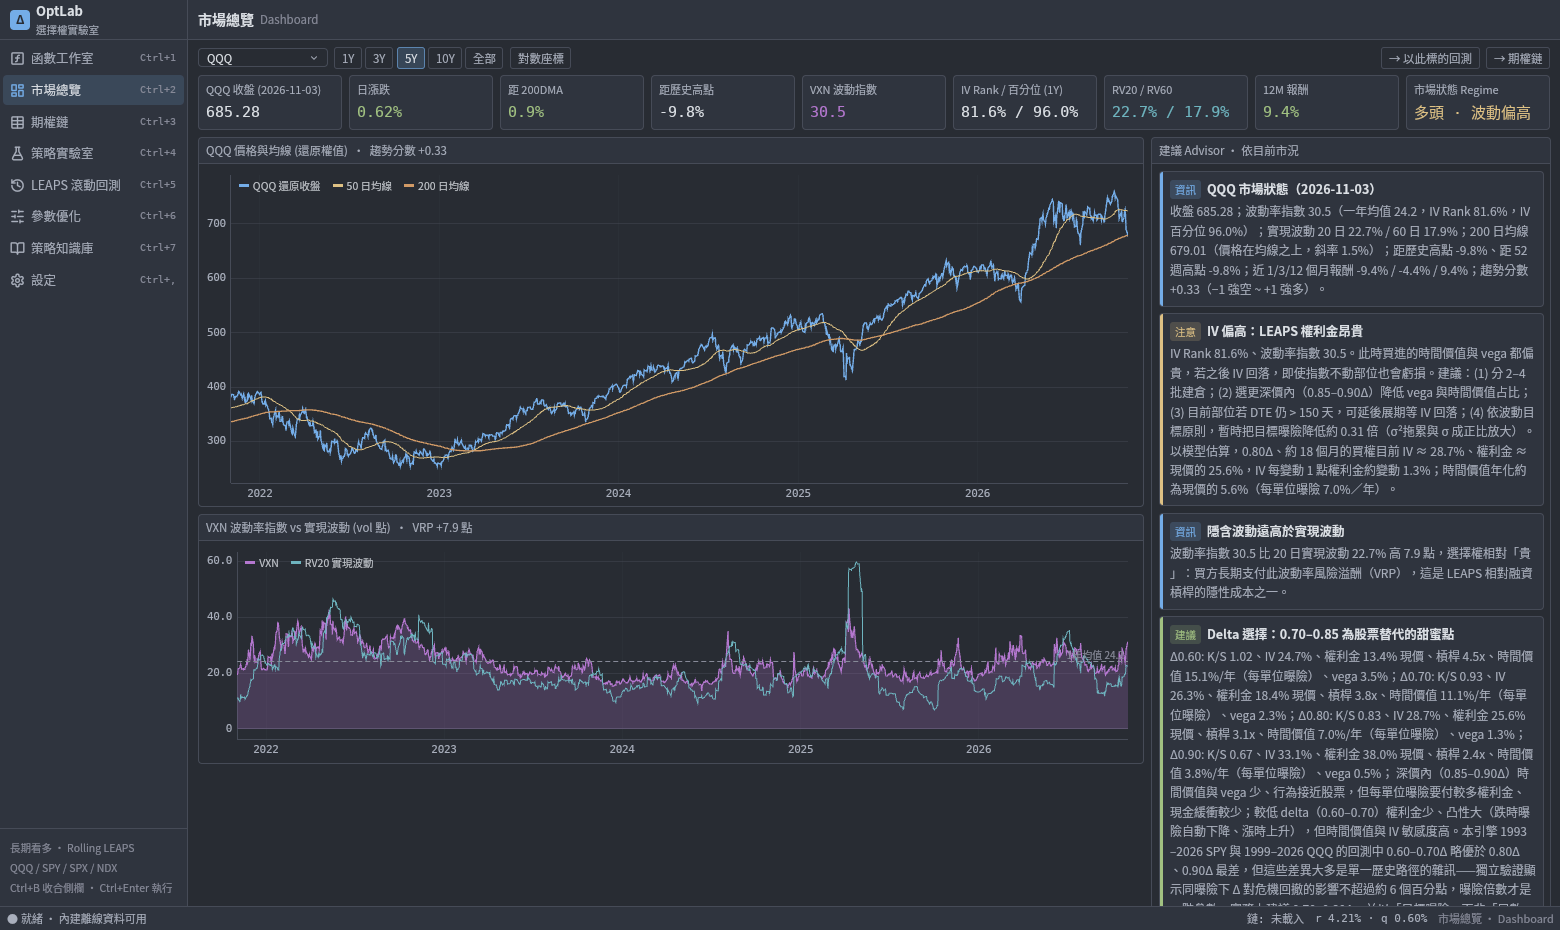 OptLab
選擇權實驗室
函數工作室 Ctrl+1
市場總覽 Ctrl+2
期權鏈 Ctrl+3
策略實驗室 Ctrl+4
LEAPS 滾動回測 Ctrl+5
參數優化 Ctrl+6
策略知識庫 Ctrl+7
設定 Ctrl+,
長期看多 · Rolling LEAPS
QQQ / SPY / SPX / NDX
Ctrl+B 收合側欄 · Ctrl+Enter 執行
市場總覽 Dashboard
QQQ 1Y 3Y 5Y 10Y 全部 對數座標 → 以此標的回測 → 期權鏈
QQQ 收盤 (2026-11-03)
685.28
日漲跌
0.62%
距 200DMA
0.9%
距歷史高點
-9.8%
VXN 波動指數
30.5
IV Rank / 百分位 (1Y)
81.6% / 96.0%
RV20 / RV60
22.7% / 17.9%
12M 報酬
9.4%
市場狀態 Regime
多頭 · 波動偏高
QQQ 價格與均線 (還原權值) · 趨勢分數 +0.33
QQQ 還原收盤 50 日均線 200 日均線
700
600
500
400
300
2022 2023 2024 2025 2026
VXN 波動率指數 vs 實現波動 (vol 點) · VRP +7.9 點
VXN RV20 實現波動
60.0
40.0
20.0
0
均值 24.
2022 2023 2024 2025 2026
建議 Advisor · 依目前市況
資訊 QQQ 市場狀態（2026-11-03）
收盤 685.28；波動率指數 30.5（一年均值 24.2，IV Rank 81.6%，IV
百分位 96.0%）；實現波動 20 日 22.7% / 60 日 17.9%；200 日均線
679.01（價格在均線之上，斜率 1.5%）；距歷史高點 -9.8%、距 52
週高點 -9.8%；近 1/3/12 個月報酬 -9.4% / -4.4% / 9.4%；趨勢分數
+0.33（−1 強空 ~ +1 強多）。
注意 IV 偏高：LEAPS 權利金昂貴
IV Rank 81.6%、波動率指數 30.5。此時買進的時間價值與 vega 都偏
貴，若之後 IV 回落，即使指數不動部位也會虧損。建議：(1) 分 2–4
批建倉；(2) 選更深價內（0.85–0.90Δ）降低 vega 與時間價值占比；
(3) 目前部位若 DTE 仍 > 150 天，可延後展期等 IV 回落；(4) 依波動目
標原則，暫時把目標曝險降低約 0.31 倍（σ²拖累與 σ 成正比放大）。
以模型估算，0.80Δ、約 18 個月的買權目前 IV ≈ 28.7%、權利金 ≈
現價的 25.6%，IV 每變動 1 點權利金約變動 1.3%；時間價值年化約
為現價的 5.6%（每單位曝險 7.0%／年）。
資訊 隱含波動遠高於實現波動
波動率指數 30.5 比 20 日實現波動 22.7% 高 7.9 點，選擇權相對「貴
」：買方長期支付此波動率風險溢酬（VRP），這是 LEAPS 相對融資
槓桿的隱性成本之一。
建議 Delta 選擇：0.70–0.85 為股票替代的甜蜜點
Δ0.60: K/S 1.02、IV 24.7%、權利金 13.4% 現價、槓桿 4.5x、時間價
值 15.1%/年（每單位曝險）、vega 3.5%；Δ0.70: K/S 0.93、IV
26.3%、權利金 18.4% 現價、槓桿 3.8x、時間價值 11.1%/年（每單
位曝險）、vega 2.3%；Δ0.80: K/S 0.83、IV 28.7%、權利金 25.6%
現價、槓桿 3.1x、時間價值 7.0%/年（每單位曝險）、vega 1.3%；
Δ0.90: K/S 0.67、IV 33.1%、權利金 38.0% 現價、槓桿 2.4x、時間價
值 3.8%/年（每單位曝險）、vega 0.5%； 深價內（0.85–0.90Δ）時
間價值與 vega 少、行為接近股票，但每單位曝險要付較多權利金、
現金緩衝較少；較低 delta（0.60–0.70）權利金少、凸性大（跌時曝
險自動下降、漲時上升），但時間價值與 IV 敏感度高。本引擎 1993
–2026 SPY 與 1999–2026 QQQ 的回測中 0.60–0.70Δ 略優於 0.80Δ
、0.90Δ 最差，但這些差異大多是單一歷史路徑的雜訊——獨立驗證顯
示同曝險下 Δ 對危機回撤的影響不超過約 6 個百分點，曝險倍數才是
就緒 · 內建離線資料可用
鏈: 未載入 r 4.21% · q 0.60% 市場總覽 · Dashboard